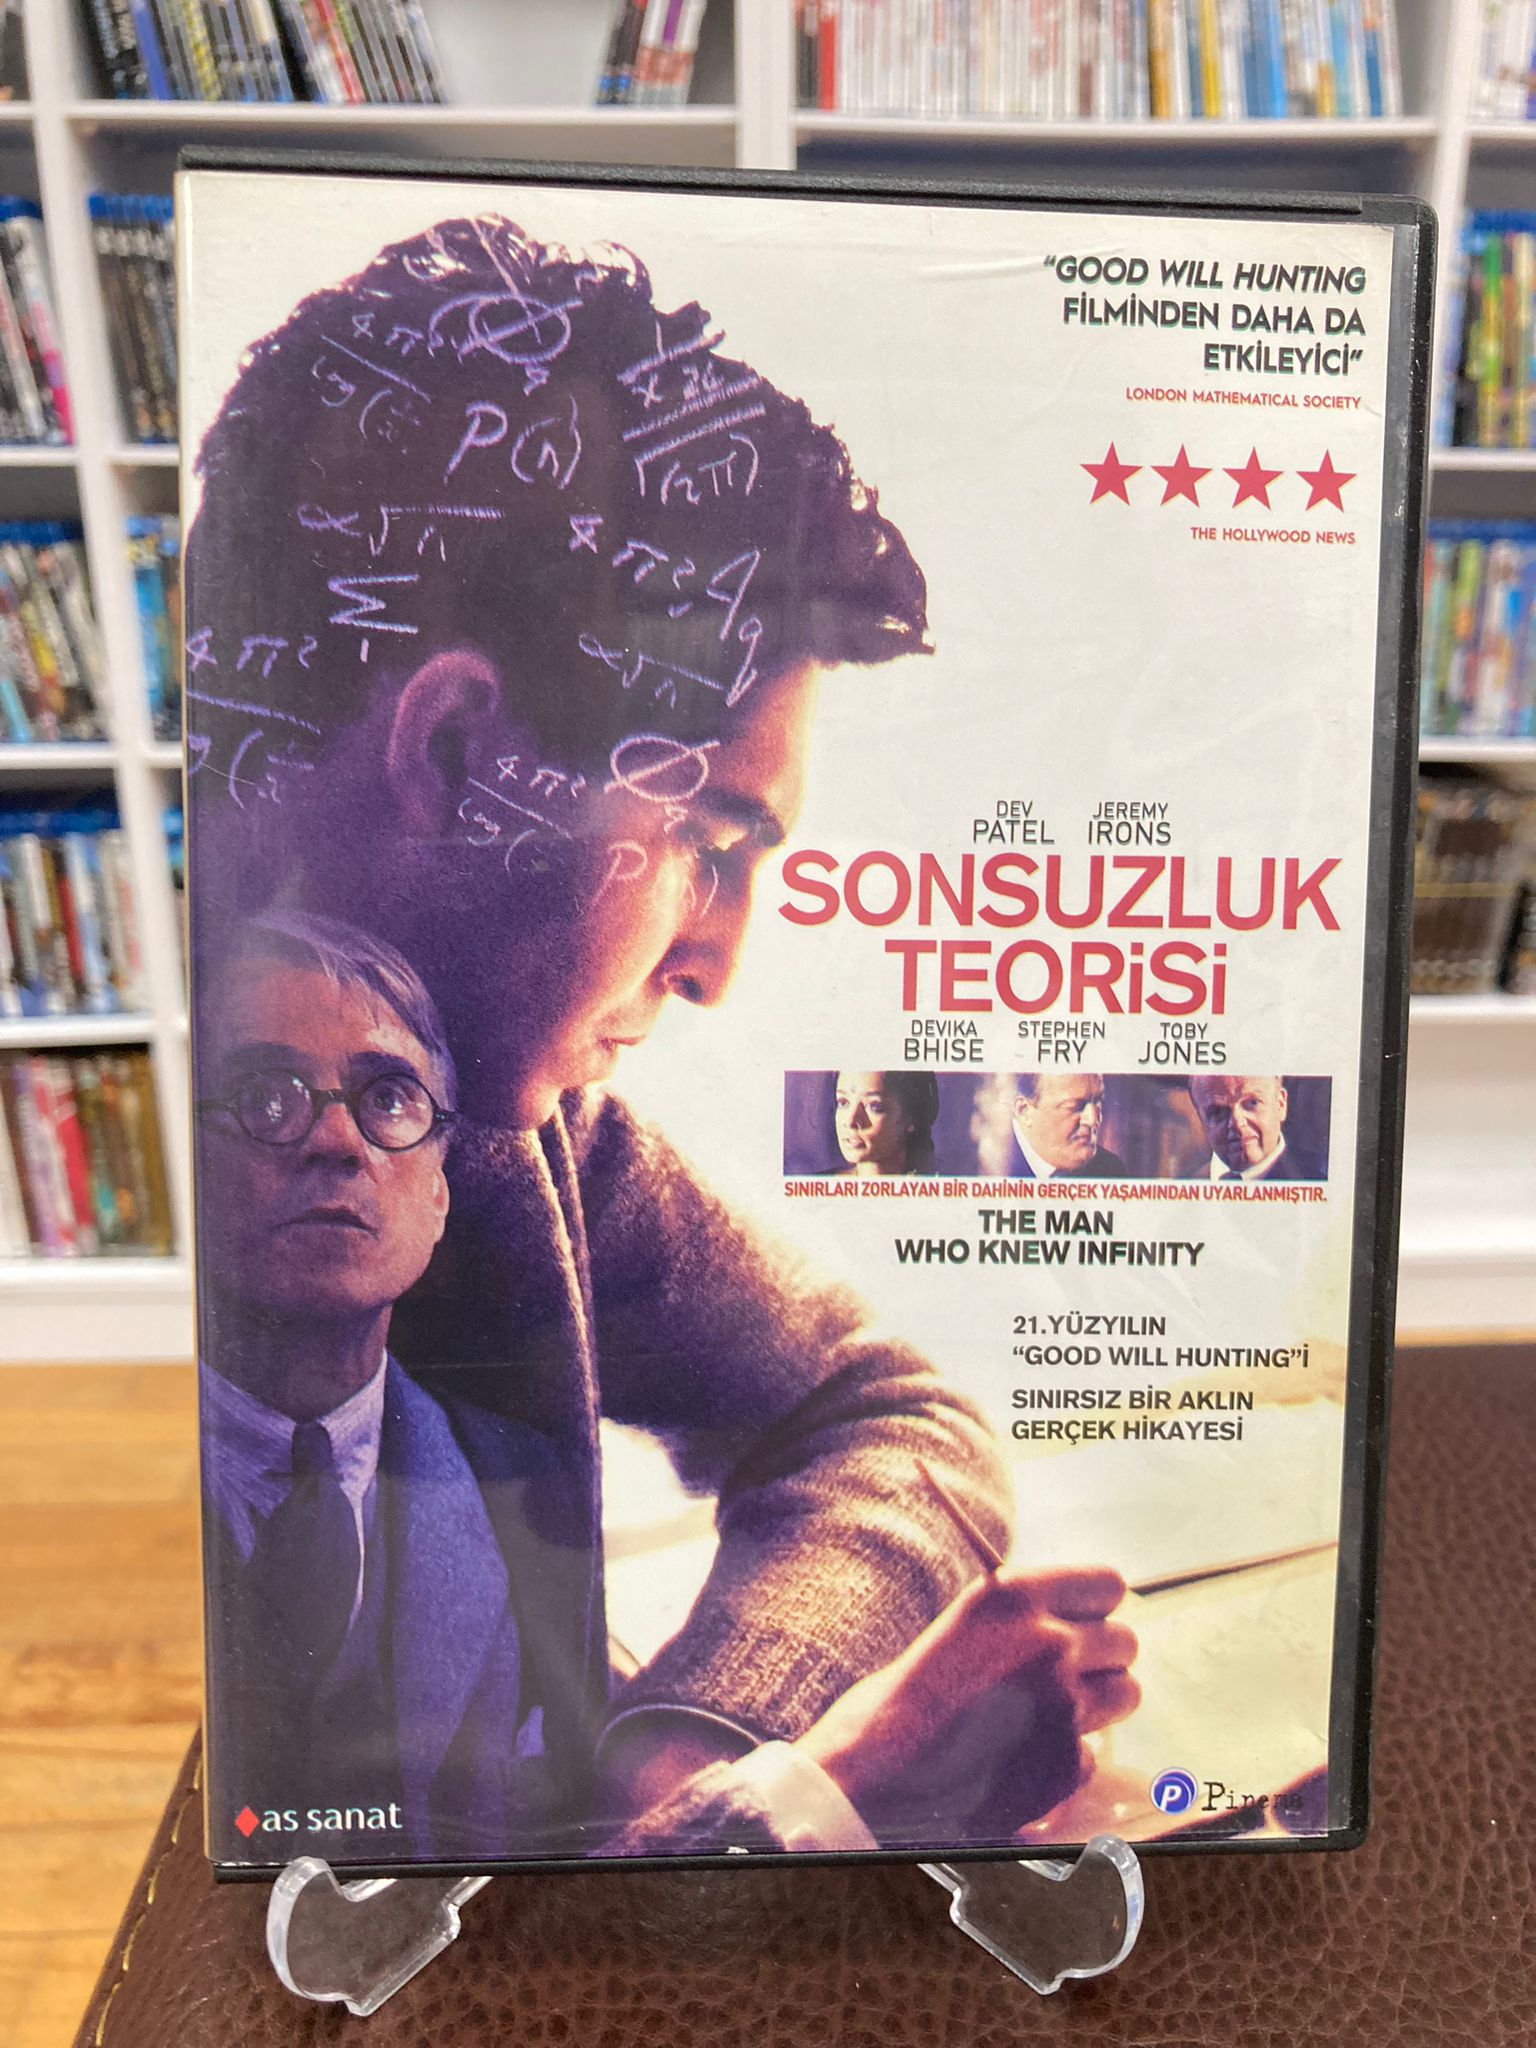 "GOOD WILL HUNTING
FİLMİNDEN DAHA DA
ETKİLEYİCİ"
LONDON MATHEMATICAL SOCIETY
THE HOLLYWOOD NEWS
P(n)
DEV PATEL
JEREMY IRONS
SONSUZLUK
TEORiSi
DEVIKA BHISE
STEPHEN FRY
TOBY JONES
SINIRLARI ZORLAYAN BİR DAHİNİN GERÇEK YAŞAMINDAN UYARLANMIŞTIR.
THE MAN
WHO KNEW INFINITY
21.YÜZYILIN
"GOOD WILL HUNTING"İ
SINIRSIZ BİR AKLIN
GERÇEK HİKAYESİ
as sanat
P Pinema